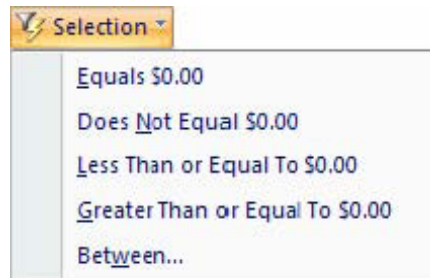 Selection
Equals $0.00
Does Not Equal $0.00
Less Than or Equal To $0.00
Greater Than or Equal To $0.00
Between...